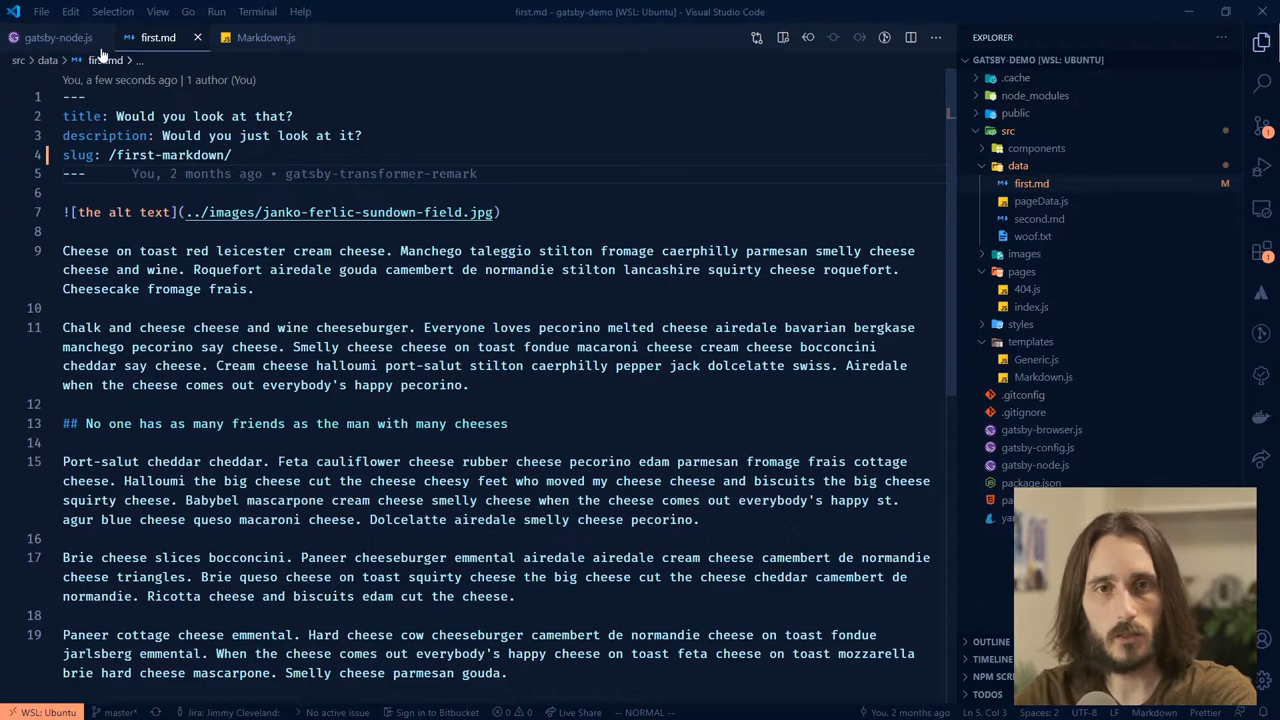 File Edit Selection View Go Run Terminal Help
first.md - gatsby-demo [WSL: Ubuntu] - Visual Studio Code
gatsby-node.js first.md Markdown.js
src > data > first.md > ...
You, a few seconds ago | 1 author (You)
1 ---
2 title: Would you look at that?
3 description: Would you just look at it?
4 slug: /first-markdown/
5 --- You, 2 months ago • gatsby-transformer-remark
6
7 ![the alt text](../images/janko-ferlic-sundown-field.jpg)
8
9 Cheese on toast red leicester cream cheese. Manchego taleggio stilton fromage caerphilly parmesan smelly cheese
cheese and wine. Roquefort airedale gouda camembert de normandie stilton lancashire squirty cheese roquefort.
Cheesecake fromage frais.
10
11 Chalk and cheese cheese and wine cheeseburger. Everyone loves pecorino melted cheese airedale bavarian bergkase
manchego pecorino say cheese. Smelly cheese cheese on toast fondue macaroni cheese cream cheese bocconcini
cheddar say cheese. Cream cheese halloumi port-salut stilton caerphilly pepper jack dolcelatte swiss. Airedale
when the cheese comes out everybody's happy pecorino.
12
13 ## No one has as many friends as the man with many cheeses
14
15 Port-salut cheddar cheddar. Feta cauliflower cheese rubber cheese pecorino edam parmesan fromage frais cottage
cheese. Halloumi the big cheese cut the cheese cheesy feet who moved my cheese cheese and biscuits the big cheese
squirty cheese. Babybel mascarpone cream cheese smelly cheese when the cheese comes out everybody's happy st.
agur blue cheese queso macaroni cheese. Dolcelatte airedale smelly cheese pecorino.
16
17 Brie cheese slices bocconcini. Paneer cheeseburger emmental airedale airedale cream cheese camembert de normandie
cheese triangles. Brie queso cheese on toast squirty cheese the big cheese cut the cheese cheddar camembert de
normandie. Ricotta cheese and biscuits edam cut the cheese.
18
19 Paneer cottage cheese emmental. Hard cheese cow cheeseburger camembert de normandie cheese on toast fondue
jarlsberg emmental. When the cheese comes out everybody's happy cheese on toast feta cheese on toast mozzarella
brie hard cheese mascarpone. Smelly cheese parmesan gouda.
EXPLORER ...
GATSBY-DEMO [WSL: UBUNTU]
.cache
node_modules
public
src
components
data
first.md M
pageData.js
second.md
woof.txt
images
pages
404.js
index.js
styles
templates
Generic.js
Markdown.js
.gitconfig
.gitignore
gatsby-browser.js
gatsby-config.js
gatsby-node.js
package.json
OUTLINE
TIMELINE
NPM SCR
TODOS
1
1
WSL: Ubuntu master* Jira: Jimmy Cleveland: No active issue Sign in to Bitbucket 0 0 Live Share -- NORMAL -- You, 2 months ago Ln 5, Col 3 Spaces: 2 UTF-8 LF Markdown Prettier